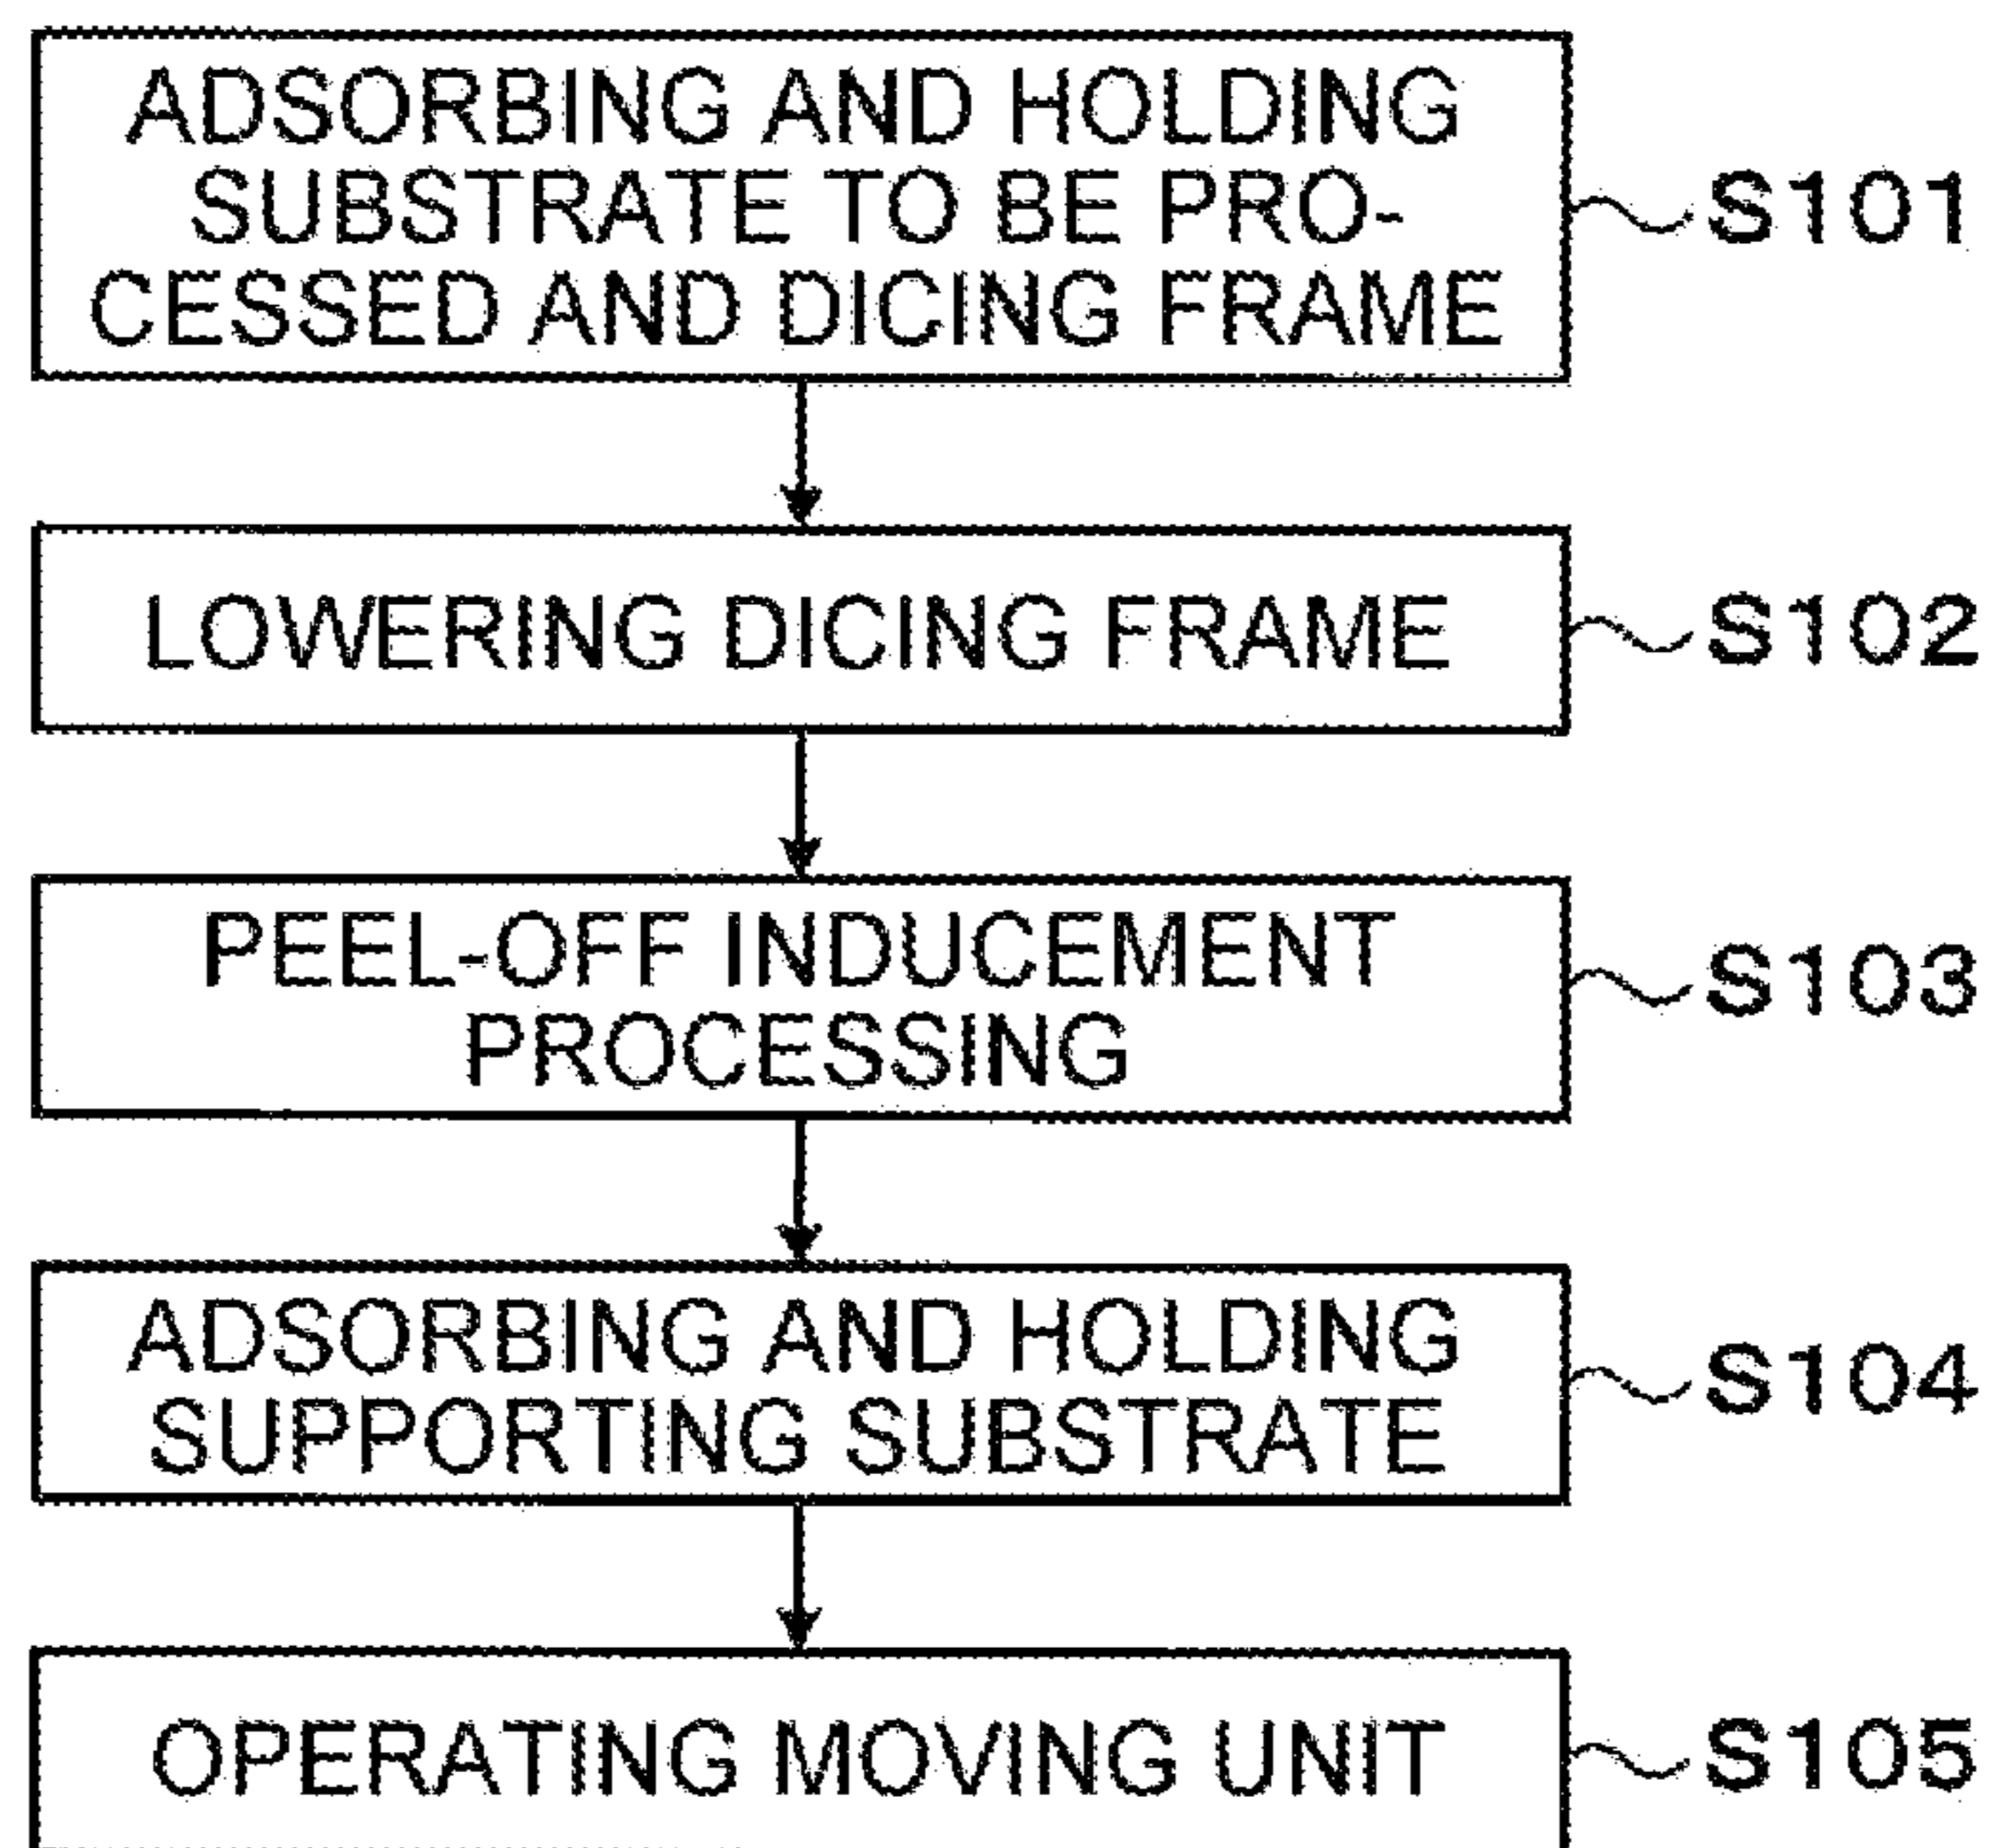 ADSORBING AND HOLDING
SUBSTRATE TO BE PRO-
CESSED AND DICING FRAME
S101
LOWERING DICING FRAME
S102
PEEL-OFF INDUCEMENT
PROCESSING
S103
ADSORBING AND HOLDING
SUPPORTING SUBSTRATE
S104
OPERATING MOVING UNIT
S105